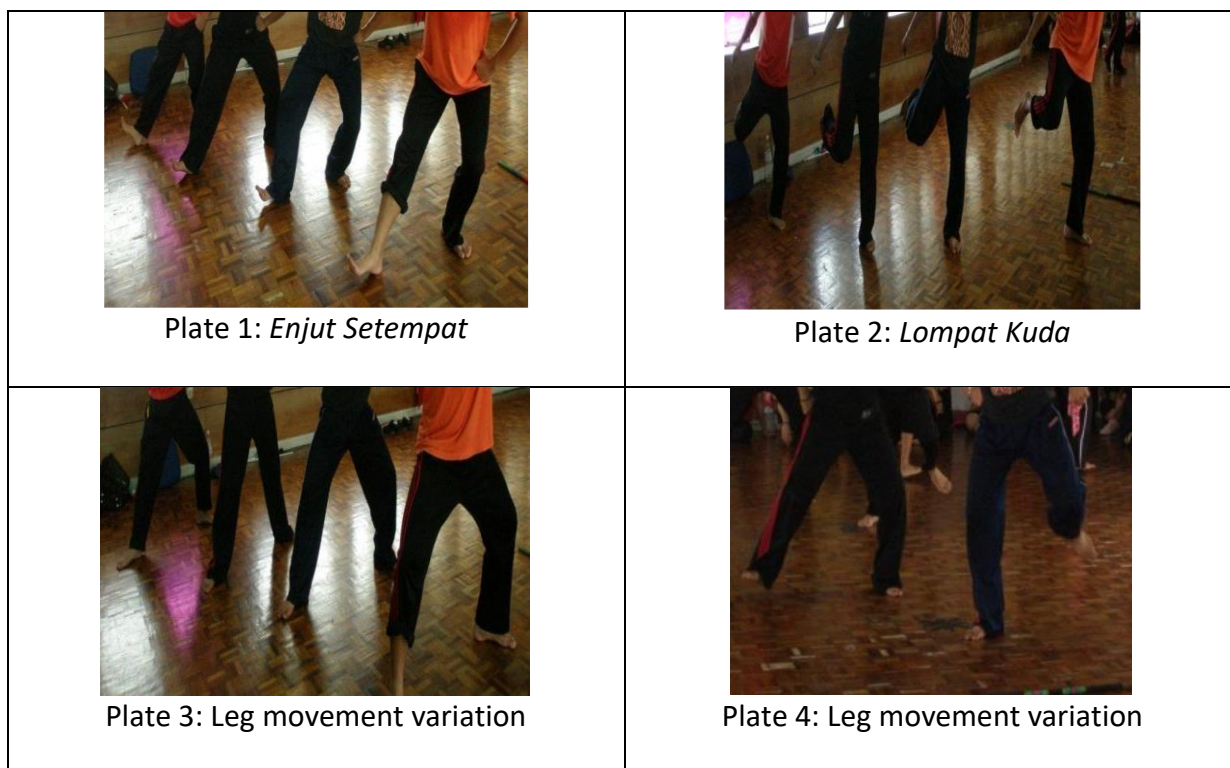 Plate 1: Enjut Setempat
Plate 2: Lompat Kuda
Plate 3: Leg movement variation
Plate 4: Leg movement variation